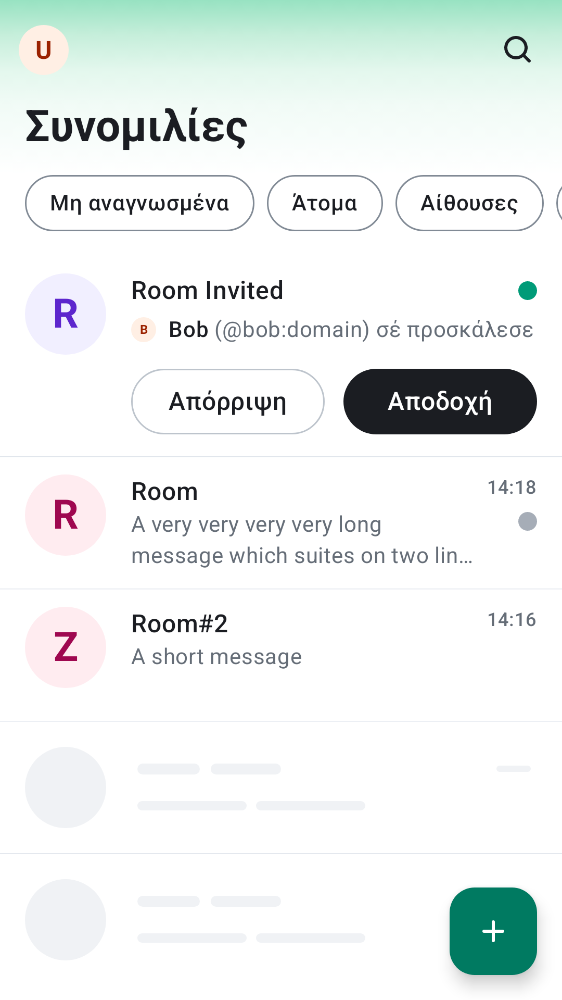 U
Συνομιλίες
Μη αναγνωσμένα Άτομα Αίθουσες
R Room Invited
B Bob (@bob:domain) σέ προσκάλεσε
Απόρριψη Αποδοχή
R Room 14:18
A very very very very long
message which suites on two lin…
Z Room#2 14:16
A short message